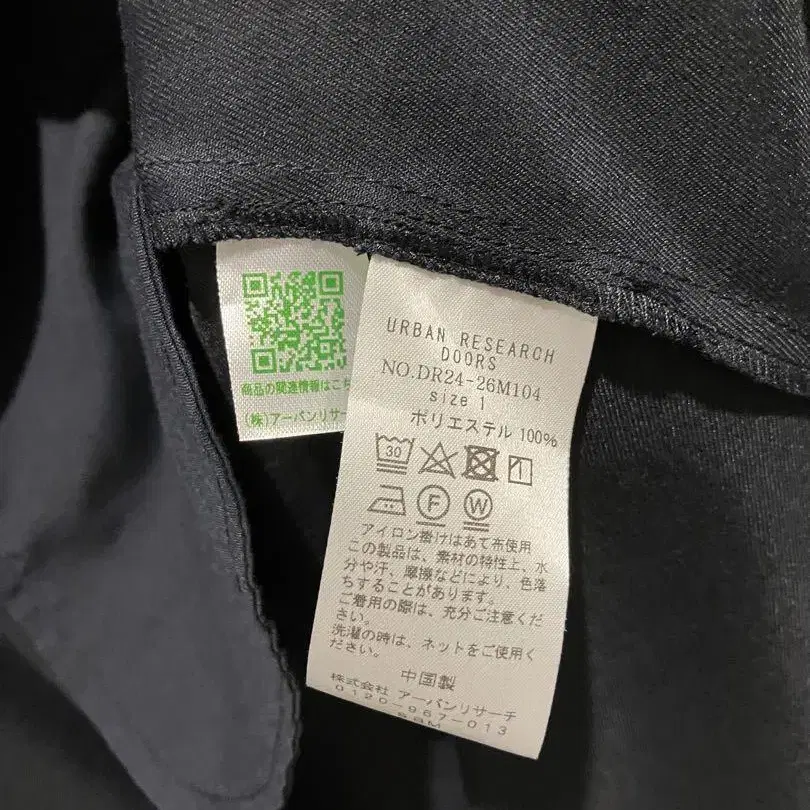 商品の関連情報はこち
(株)アーバンリサー
URBAN RESEARCH
DOORS
NO.DR24-26M104
size 1
ポリエステル 100%
30
F W
アイロン掛けはあて布使用
この製品は、素材の特性上、水
分や汗、摩擦などにより、色落
ちすることがあります。
ご着用の際は、充分ご注意くだ
さい。
洗濯の時は、ネットをご使用く
ださい。
中国製
株式会社 アーバンリサーチ
0120-967-013